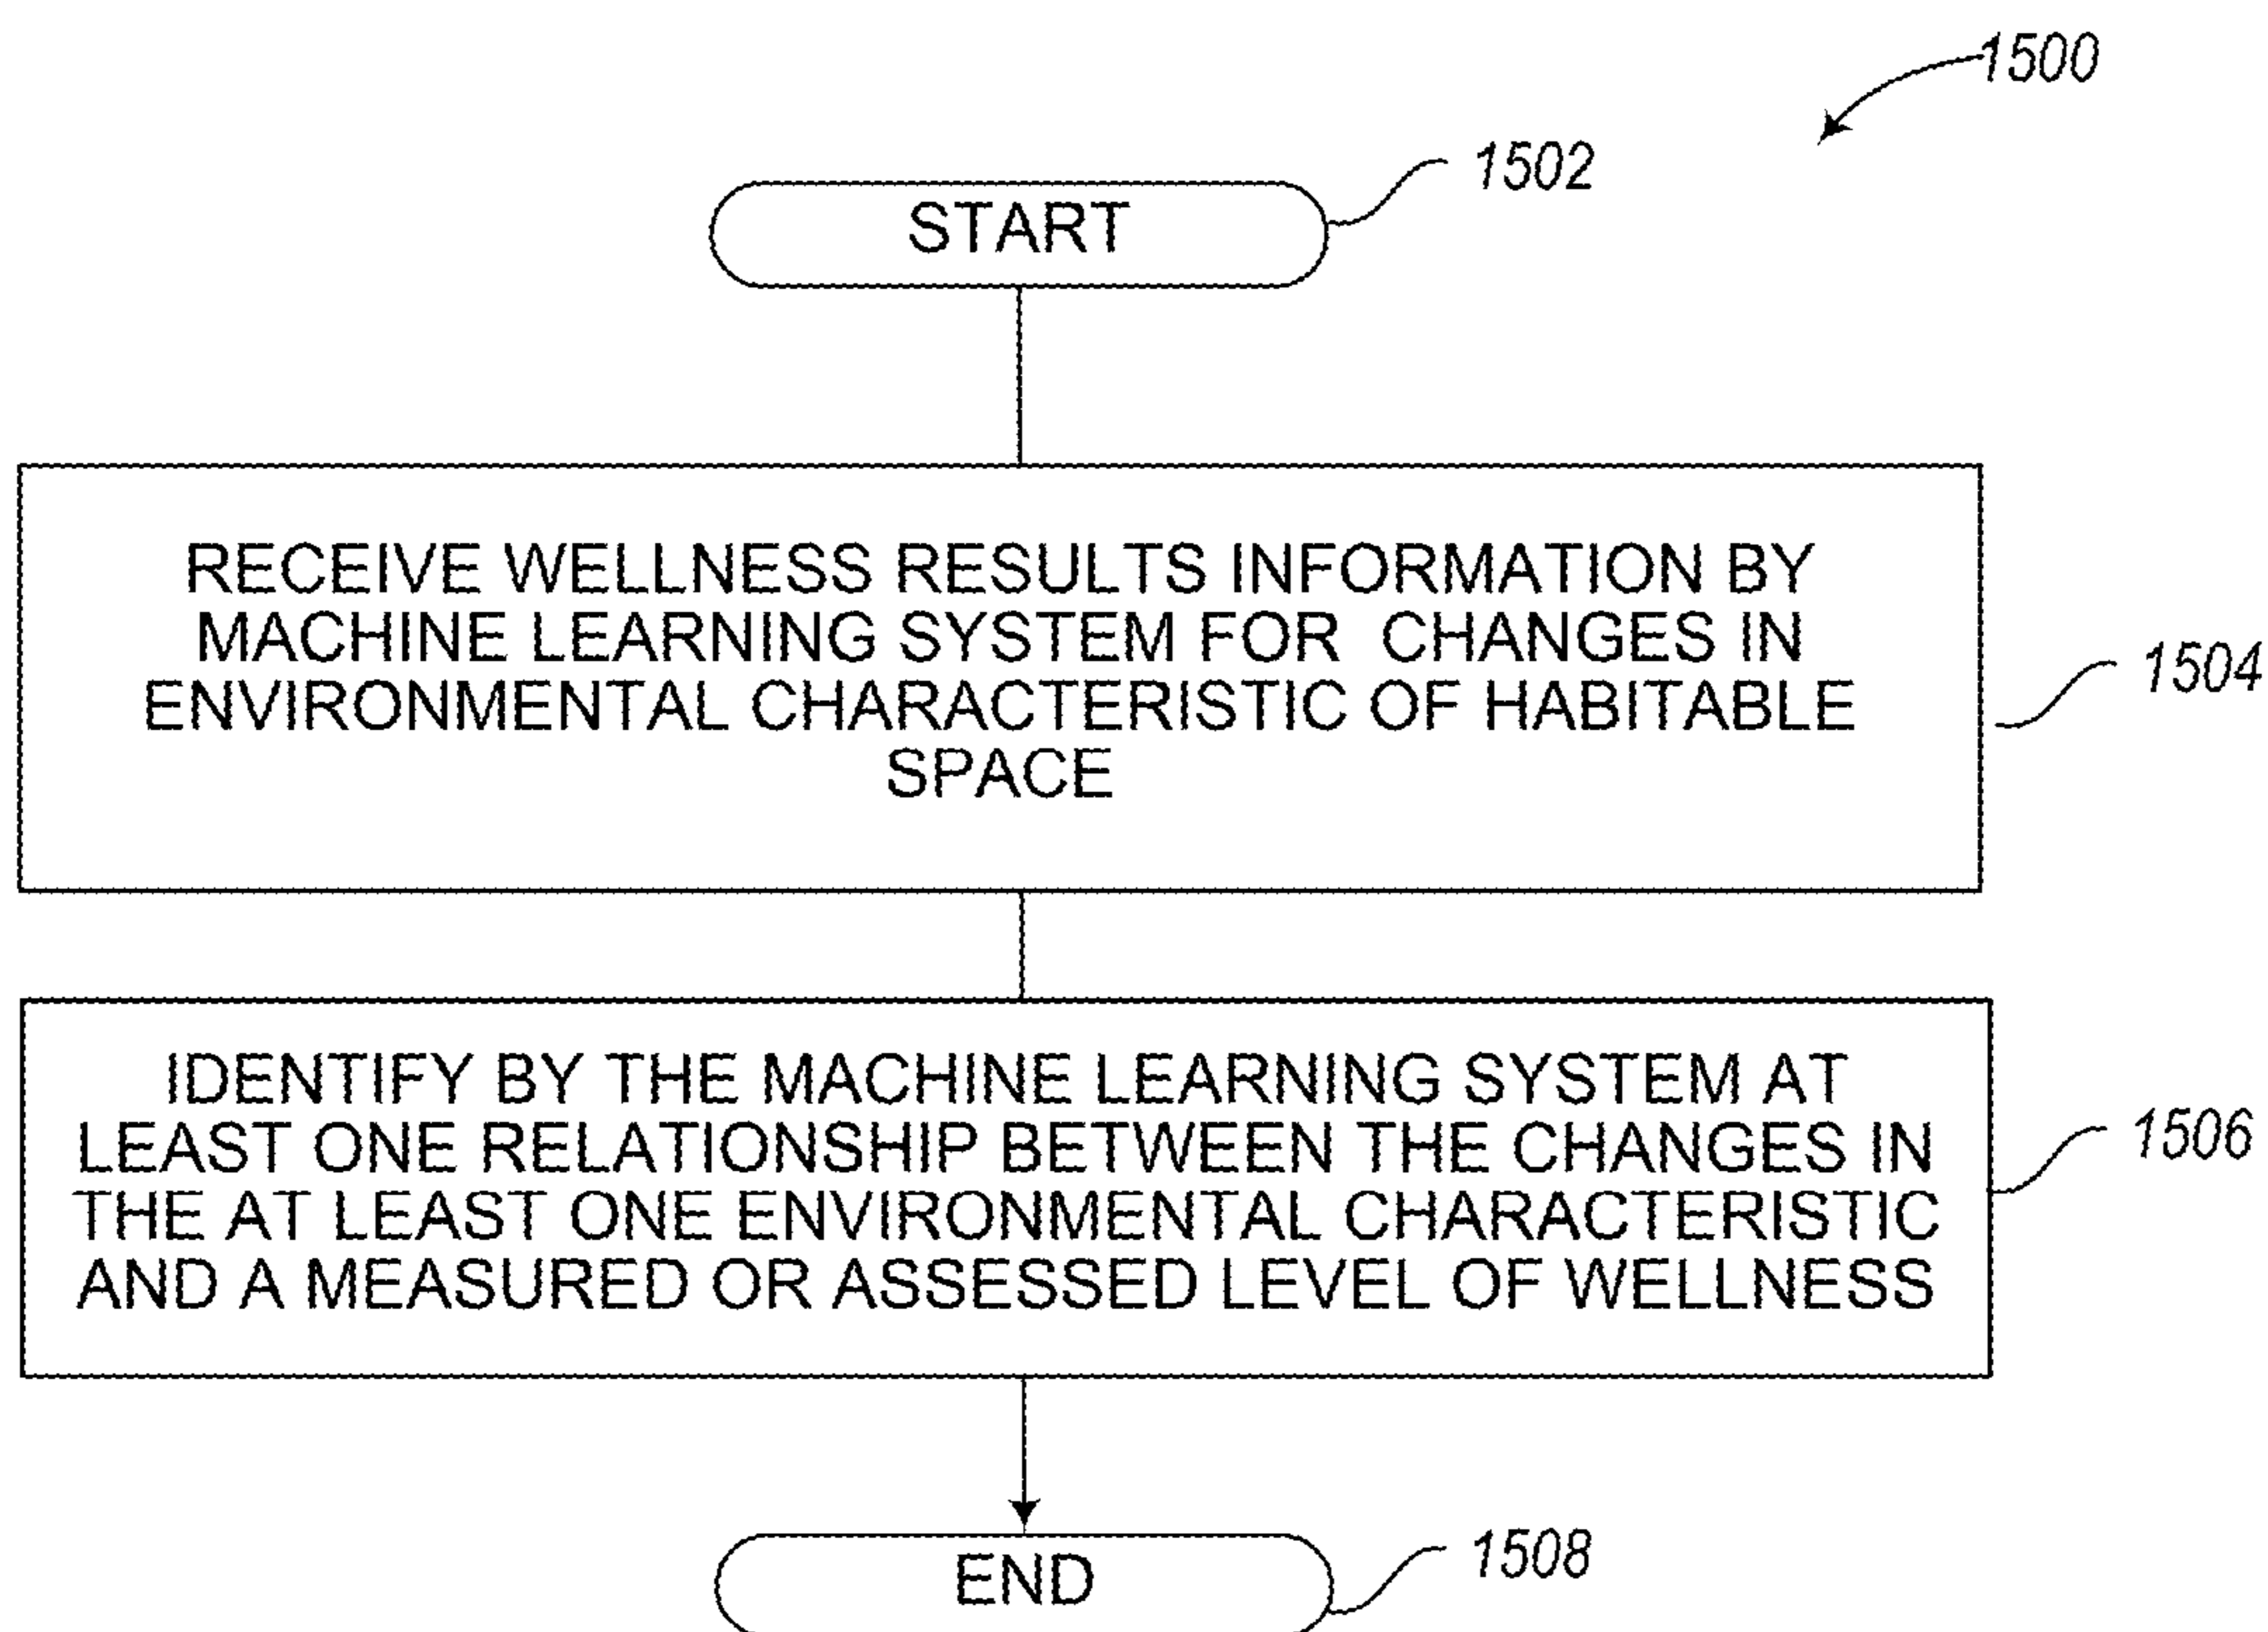 1500
1502
START
RECEIVE WELLNESS RESULTS INFORMATION BY
MACHINE LEARNING SYSTEM FOR CHANGES IN
ENVIRONMENTAL CHARACTERISTIC OF HABITABLE
SPACE
1504
IDENTIFY BY THE MACHINE LEARNING SYSTEM AT
LEAST ONE RELATIONSHIP BETWEEN THE CHANGES IN
THE AT LEAST ONE ENVIRONMENTAL CHARACTERISTIC
AND A MEASURED OR ASSESSED LEVEL OF WELLNESS
1506
END
1508